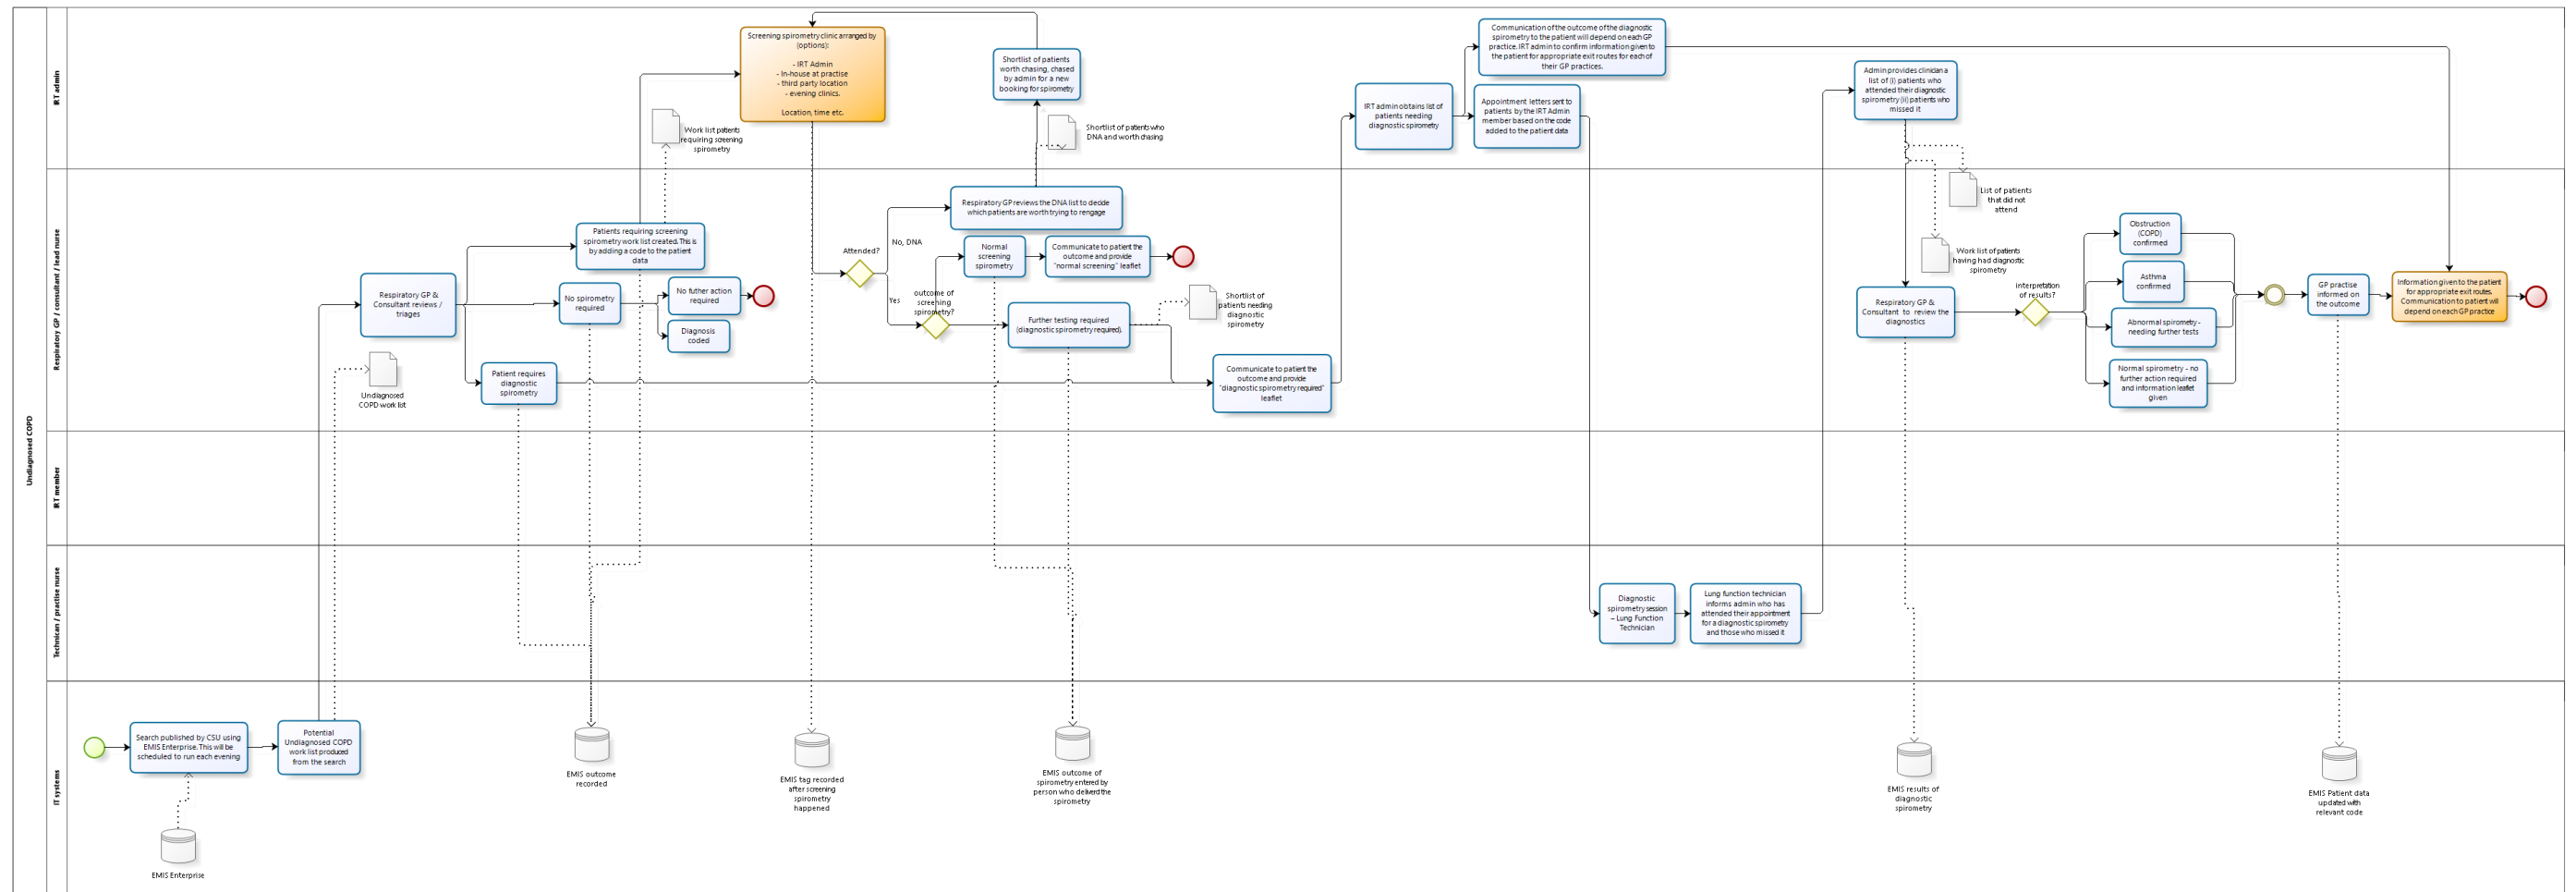 Undiagnosed COPD
IRT admin
Screening spirometry clinic arranged by
(options):
- IRT Admin
- In-house at practise
- third party location
- evening clinics.
Location, time etc.
Shortlist of patients
worth chasing, chased
by admin for a new
booking for spirometry
Work list patients
requiring screening
spirometry
Shortlist of patients who
DNA and worth chasing
IRT admin obtains list of
patients needing
diagnostic spirometry
Communication of the outcome of the diagnostic
spirometry to the patient will depend on each GP
practice. IRT admin to confirm information given to
the patient for appropriate exit routes for each of
their GP practices.
Appointment letters sent to
patients by the IRT Admin
member based on the code
added to the patient data
Admin provides clinician a
list of (i) patients who
attended their diagnostic
spirometry (ii) patients who
missed it
Respiratory GP / consultant / lead nurse
Respiratory GP &
Consultant reviews /
triages
Undiagnosed
COPD work list
Patients requiring screening
spirometry work list created. This is
by adding a code to the patient
data
No spirometry
required
No futher action
required
Diagnosis
coded
Patient requires
diagnostic
spirometry
Attended?
No, DNA
Yes
Respiratory GP reviews the DNA list to decide
which patients are worth trying to rengage
outcome of
screening
spirometry?
Normal
screening
spirometry
Communicate to patient the
outcome and provide
"normal screening" leaflet
Further testing required
(diagnostic spirometry required).
Shortlist of
patients needing
diagnostic
spirometry
Communicate to patient the
outcome and provide
"diagnostic spirometry required"
leaflet
List of patients
that did not
attend
Work list of patients
having had diagnostic
spirometry
Respiratory GP &
Consultant to review the
diagnostics
interpretation
of results?
Obstruction
(COPD)
confirmed
Asthma
confirmed
Abnormal spirometry -
needing further tests
Normal spirometry - no
further action required
and information leaflet
given
GP practise
informed on
the outcome
Information given to the patient
for appropriate exit routes.
Communication to patient will
depend on each GP practice
IRT member
Technican / practise nurse
Diagnostic
spirometry session
– Lung Function
Technician
Lung function technician
informs admin who has
attended their appointment
for a diagnostic spirometry
and those who missed it
IT systems
Search published by CSU using
EMIS Enterprise. This will be
scheduled to run each evening
Potential
Undiagnosed COPD
work list produced
from the search
EMIS Enterprise
EMIS outcome
recorded
EMIS tag recorded
after screening
spirometry
happened
EMIS outcome of
spirometry entered by
person who deliverd the
spirometry
EMIS results of
diagnostic
spirometry
EMIS Patient data
updated with
relevant code